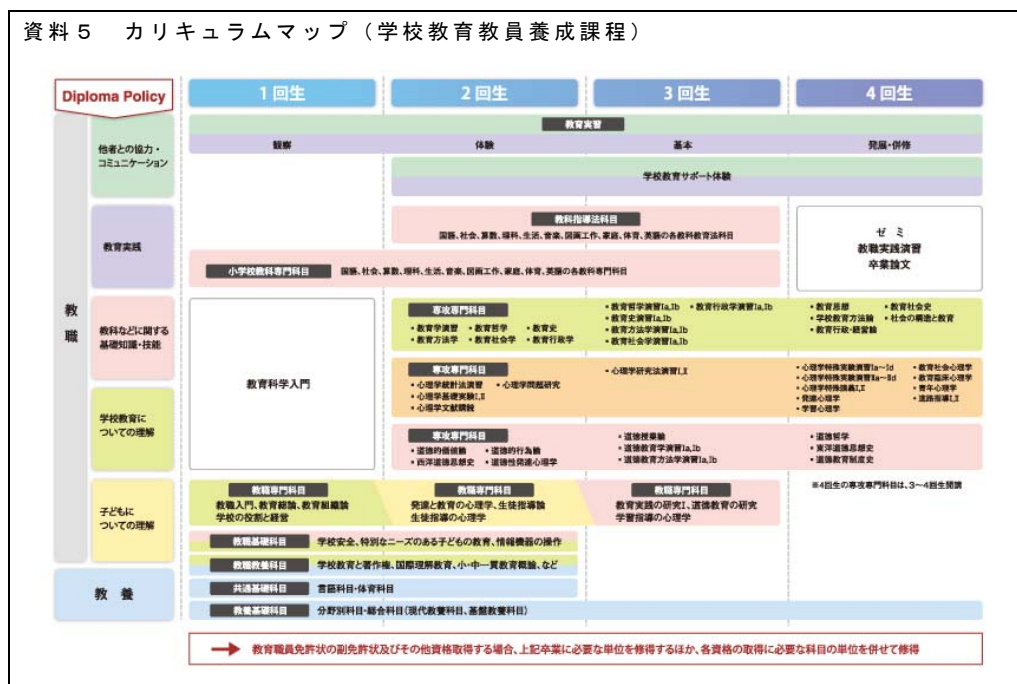 資料５　カリキュラムマップ（学校教育教員養成課程）
Diploma Policy
1回生
2回生
3回生
4回生
教職
他者との協力・
コミュニケーション
教育実習
観察
体験
基本
発展・併修
学校教育サポート体験
教育実践
教科指導法科目
国語、社会、算数、理科、生活、音楽、図画工作、家庭、体育、英語の各教科教育法科目
小学校教科専門科目
国語、社会、算数、理科、生活、音楽、図画工作、家庭、体育、英語の各教科専門科目
ゼミ
教職実践演習
卒業論文
教科などに関する
基礎知識・技能
学校教育に
ついての理解
教育科学入門
専攻専門科目
・教育学演習　・教育哲学　・教育史
・教育方法学　・教育社会学　・教育行政学
・教育哲学演習Ia,Ib　・教育行政学演習Ia,Ib
・教育史演習Ia,Ib
・教育方法学演習Ia,Ib
・教育社会学演習Ia,Ib
・教育思想　・教育社会史
・学校教育方法論　・社会の構造と教育
・教育行政・経営論
専攻専門科目
・心理学統計法演習　・心理学問題研究
・心理学基礎実験I,II
・心理学文献講読
・心理学研究法演習I,II
・心理学特殊実験演習Ia～Id　・教育社会心理学
・心理学特殊実験演習IIa～IId　・教育臨床心理学
・心理学特殊講義I,II　・青年心理学
・発達心理学　・進路指導I,II
・学習心理学
専攻専門科目
・道徳的価値論　・道徳的行為論
・西洋道徳思想史　・道徳性発達心理学
・道徳授業論
・道徳教育学演習Ia,Ib
・道徳教育方法学演習Ia,Ib
・道徳哲学
・東洋道徳思想史
・道徳教育制度史
※4回生の専攻専門科目は、3～4回生開講
子どもに
ついての理解
教職専門科目
教職入門、教育総論、教育組織論
学校の役割と経営
教職専門科目
発達と教育の心理学、生徒指導論
生徒指導の心理学
教職専門科目
教育実践の研究I、道徳教育の研究
学習指導の心理学
教職基礎科目
学校安全、特別なニーズのある子どもの教育、情報機器の操作
教職教養科目
学校教育と著作権、国際理解教育、小・中一貫教育概論、など
教養
共通基礎科目
言語科目・体育科目
教養基礎科目
分野別科目・総合科目（現代教養科目、基盤教養科目）
教育職員免許状の副免許状及びその他資格取得する場合、上記卒業に必要な単位を修得するほか、各資格の取得に必要な科目の単位を併せて修得